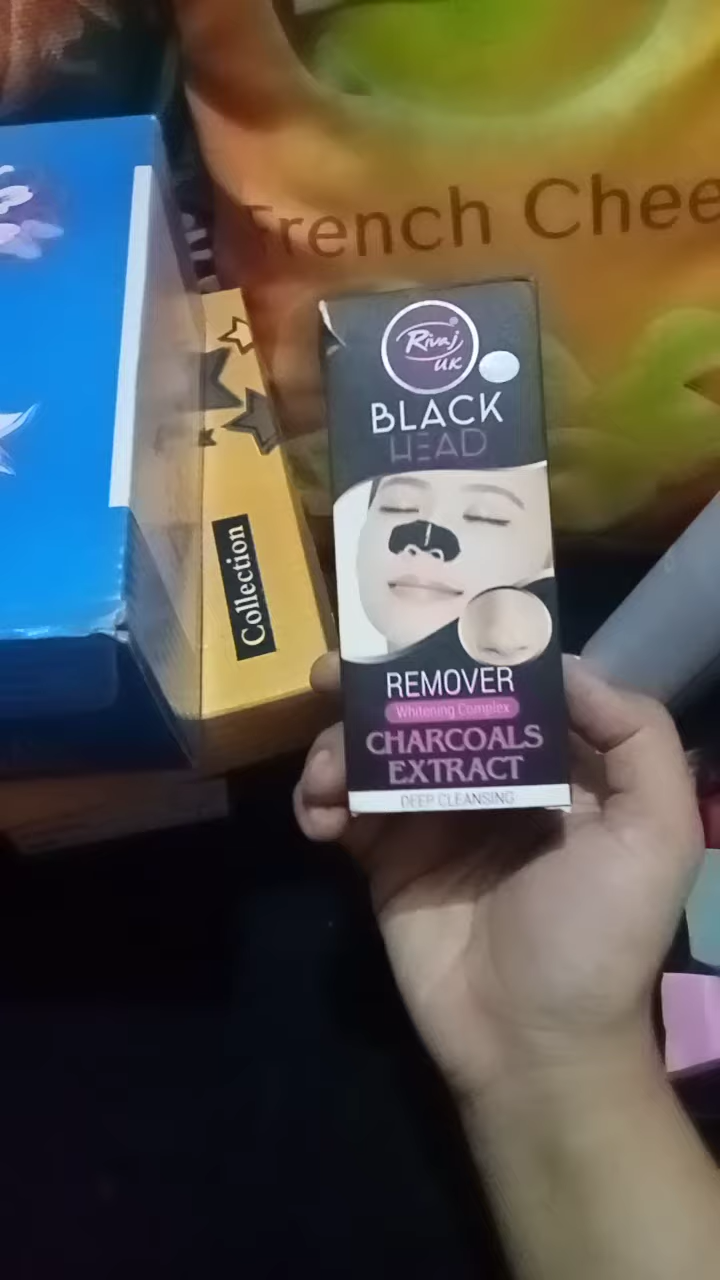 French Chee
Rivaj®
UK
BLACK
HEAD
Collection
REMOVER
Whitening Complex
CHARCOALS
EXTRACT
DEEP CLEANSING